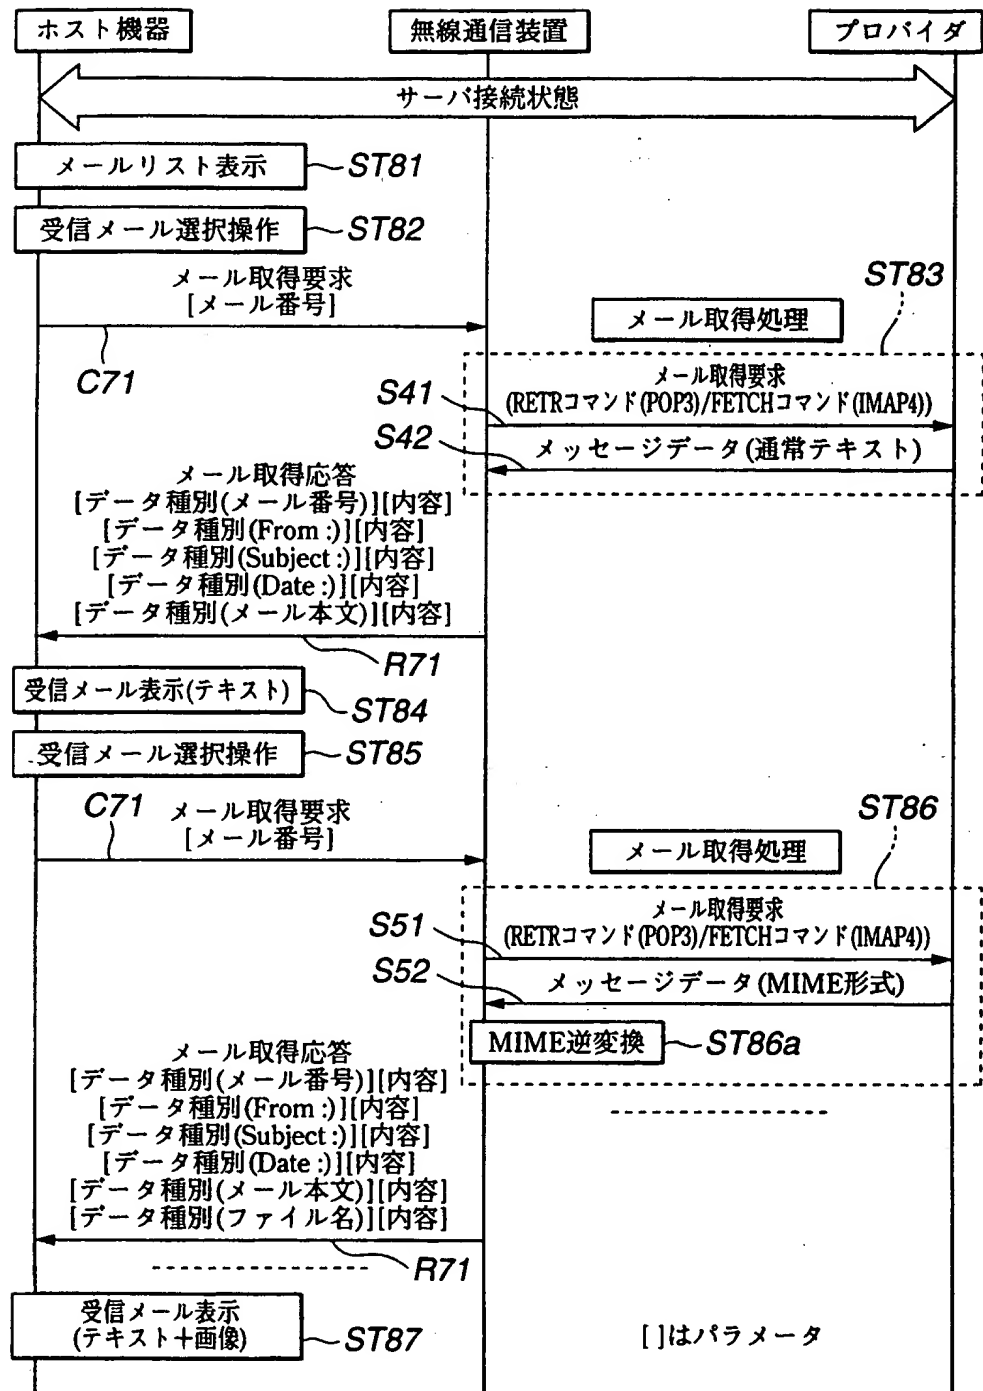 ホスト機器
無線通信装置
プロバイダ
サーバ接続状態
メールリスト表示
ST81
受信メール選択操作
ST82
メール取得要求
[メール番号]
C71
ST83
メール取得処理
メール取得要求
(RETRコマンド(POP3)/FETCHコマンド(IMAP4))
S41
メッセージデータ(通常テキスト)
S42
メール取得応答
[データ種別(メール番号)][内容]
[データ種別(From:)][内容]
[データ種別(Subject:)][内容]
[データ種別(Date:)][内容]
[データ種別(メール本文)][内容]
R71
受信メール表示(テキスト)
ST84
受信メール選択操作
ST85
C71
メール取得要求
[メール番号]
ST86
メール取得処理
メール取得要求
(RETRコマンド(POP3)/FETCHコマンド(IMAP4))
S51
メッセージデータ(MIME形式)
S52
MIME逆変換
ST86a
メール取得応答
[データ種別(メール番号)][内容]
[データ種別(From:)][内容]
[データ種別(Subject:)][内容]
[データ種別(Date:)][内容]
[データ種別(メール本文)][内容]
[データ種別(ファイル名)][内容]
R71
受信メール表示
(テキスト+画像)
ST87
[ ]はパラメータ